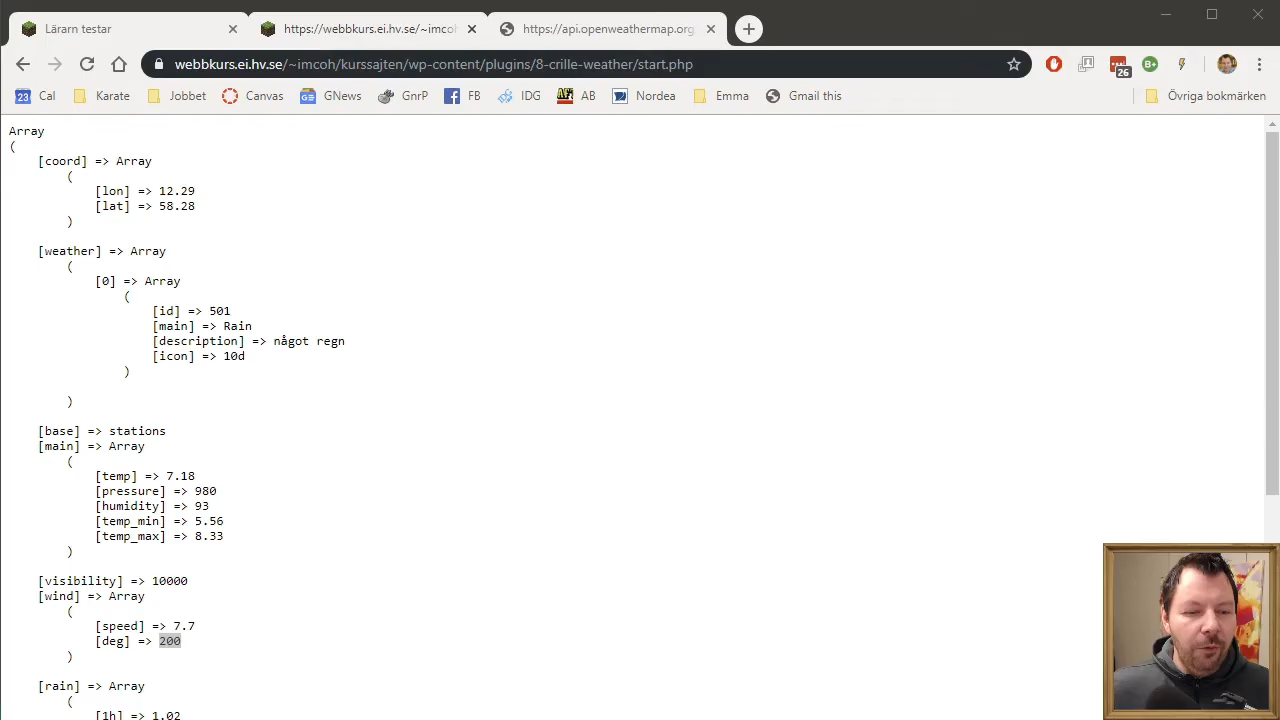 Lärarn testar
https://webbkurs.ei.hv.se/~imcoh
https://api.openweathermap.org
webbkurs.ei.hv.se/~imcoh/kurssajten/wp-content/plugins/8-crille-weather/start.php
26
23 Cal Karate Jobbet Canvas GNews GnrP FB IDG AB Nordea Emma Gmail this Övriga bokmärken
Array
(
[coord] => Array
(
[lon] => 12.29
[lat] => 58.28
)
[weather] => Array
(
[0] => Array
(
[id] => 501
[main] => Rain
[description] => något regn
[icon] => 10d
)
)
[base] => stations
[main] => Array
(
[temp] => 7.18
[pressure] => 980
[humidity] => 93
[temp_min] => 5.56
[temp_max] => 8.33
)
[visibility] => 10000
[wind] => Array
(
[speed] => 7.7
[deg] => 200
)
[rain] => Array
(
[1h] => 1.02